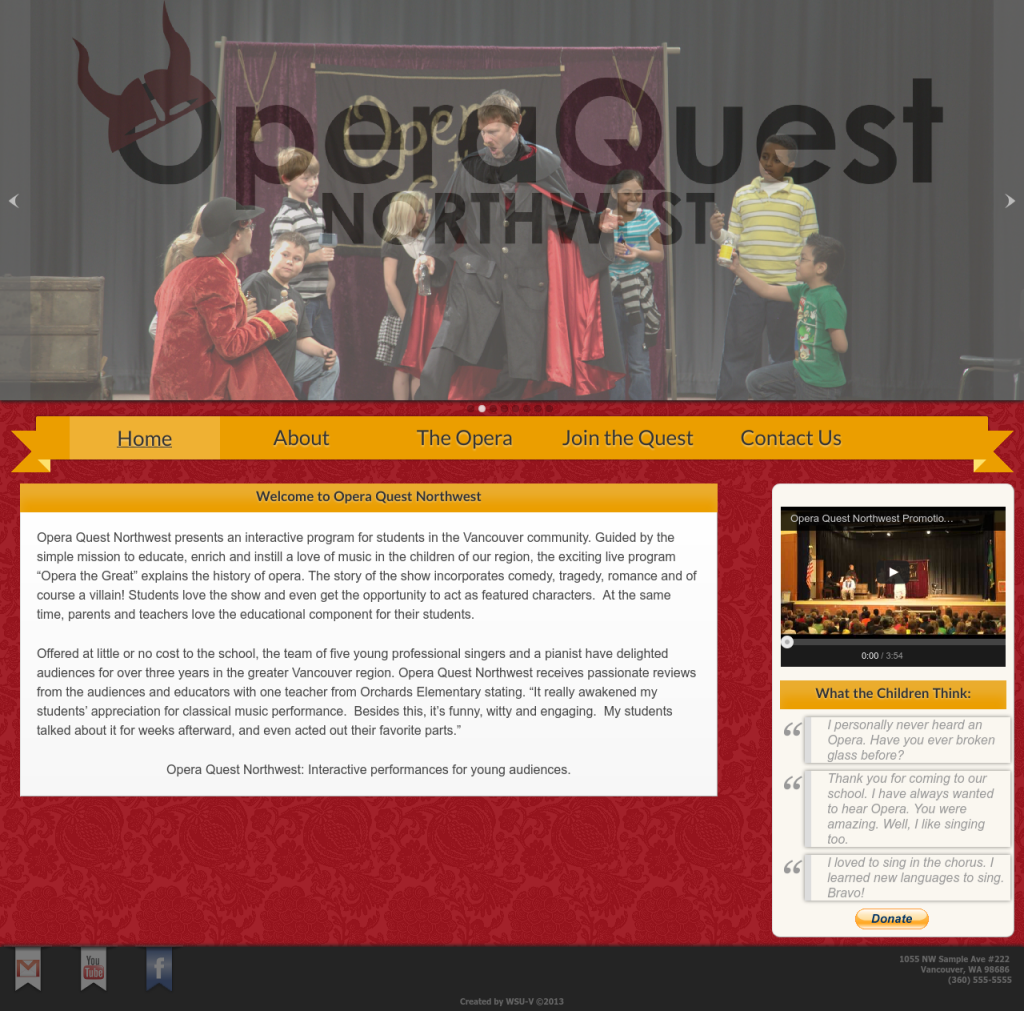 OperaQuest
NORTHWEST
Opera
Home About The Opera Join the Quest Contact Us
Welcome to Opera Quest Northwest
Opera Quest Northwest presents an interactive program for students in the Vancouver community. Guided by the
simple mission to educate, enrich and instill a love of music in the children of our region, the exciting live program
“Opera the Great” explains the history of opera. The story of the show incorporates comedy, tragedy, romance and of
course a villain! Students love the show and even get the opportunity to act as featured characters.  At the same
time, parents and teachers love the educational component for their students.
Offered at little or no cost to the school, the team of five young professional singers and a pianist have delighted
audiences for over three years in the greater Vancouver region. Opera Quest Northwest receives passionate reviews
from the audiences and educators with one teacher from Orchards Elementary stating. “It really awakened my
students’ appreciation for classical music performance.  Besides this, it’s funny, witty and engaging.  My students
talked about it for weeks afterward, and even acted out their favorite parts.”
Opera Quest Northwest: Interactive performances for young audiences.
Opera Quest Northwest Promotio...
0:00 / 3:54
What the Children Think:
“ I personally never heard an
Opera. Have you ever broken
glass before?
“ Thank you for coming to our
school. I have always wanted
to hear Opera. You were
amazing. Well, I like singing
too.
“ I loved to sing in the chorus. I
learned new languages to sing.
Bravo!
Donate
You
Tube
f
1055 NW Sample Ave #222
Vancouver, WA 98686
(360) 555-5555
Created by WSU-V ©2013